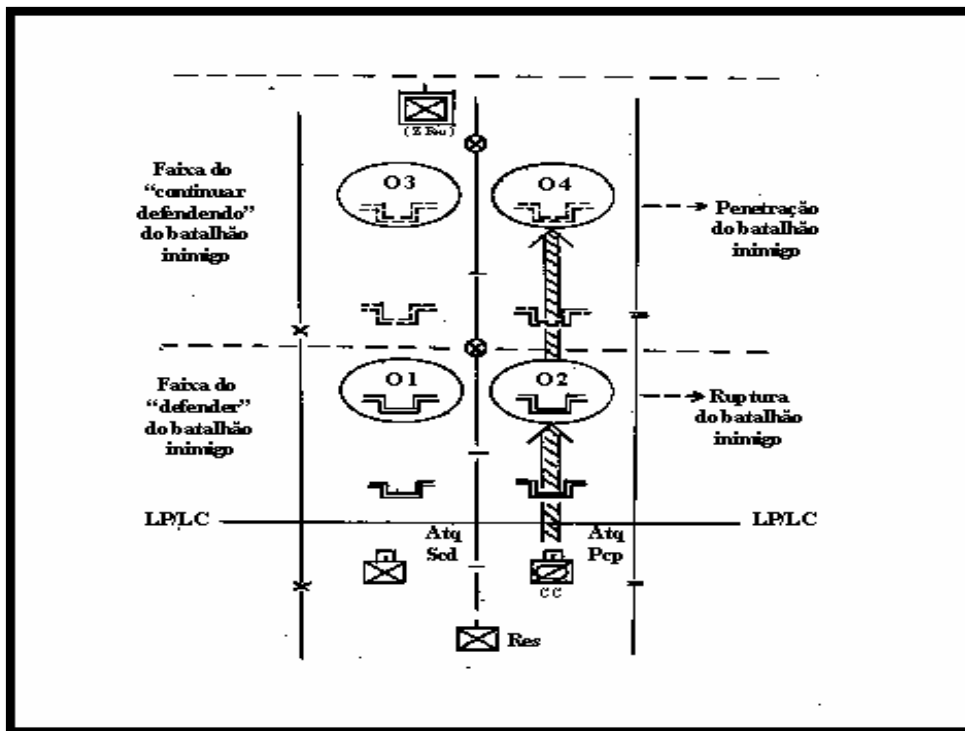 ( Z Reu )
O3
O4
Faixa do
“continuar
defendendo”
do batalhão
inimigo
Penetração
do batalhão
inimigo
O1
O2
Faixa do
“defender”
do batalhão
inimigo
Ruptura
do batalhão
inimigo
LP/LC
LP/LC
Atq
Scd
Atq
Pcp
CC
Res